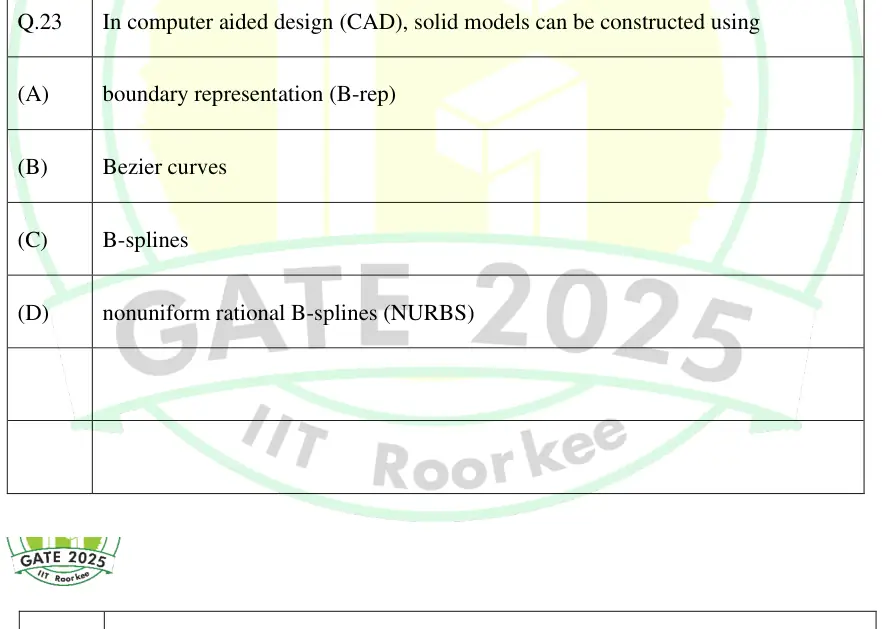 Q.23 In computer aided design (CAD), solid models can be constructed using
(A) boundary representation (B-rep)
(B) Bezier curves
(C) B-splines
(D) nonuniform rational B-splines (NURBS)
GATE 2025
IIT Roorkee
GATE 2025
IIT Roorkee